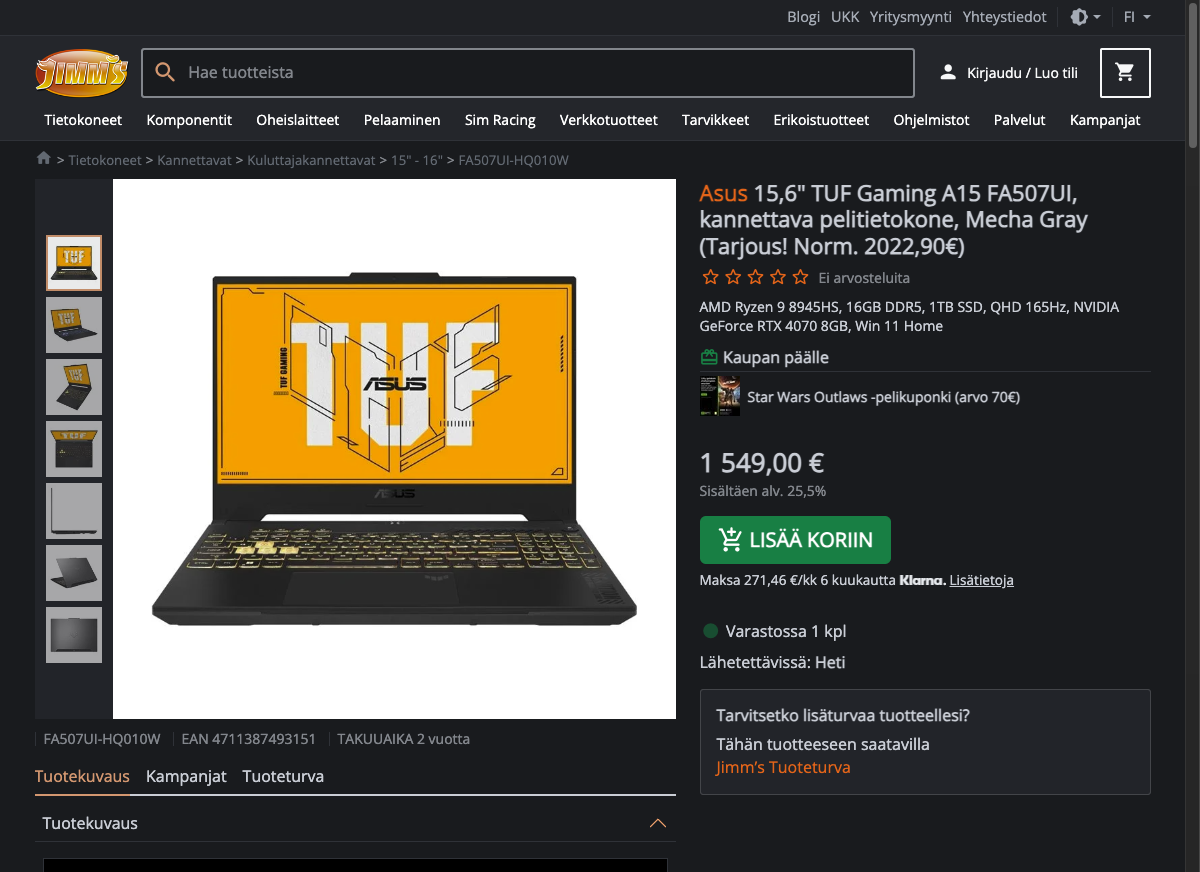 Blogi UKK Yritysmyynti Yhteystiedot FI
JIMM'S
Hae tuotteista
Kirjaudu / Luo tili
Tietokoneet Komponentit Oheislaitteet Pelaaminen Sim Racing Verkkotuotteet Tarvikkeet Erikoistuotteet Ohjelmistot Palvelut Kampanjat
> Tietokoneet > Kannettavat > Kuluttajakannettavat > 15" - 16" > FA507UI-HQ010W
Asus 15,6" TUF Gaming A15 FA507UI,
kannettava pelitietokone, Mecha Gray
(Tarjous! Norm. 2022,90€)
Ei arvosteluita
AMD Ryzen 9 8945HS, 16GB DDR5, 1TB SSD, QHD 165Hz, NVIDIA
GeForce RTX 4070 8GB, Win 11 Home
Kaupan päälle
Star Wars Outlaws -pelikuponki (arvo 70€)
1 549,00 €
Sisältäen alv. 25,5%
LISÄÄ KORIIN
Maksa 271,46 €/kk 6 kuukautta Klarna. Lisätietoja
Varastossa 1 kpl
Lähetettävissä: Heti
Tarvitsetko lisäturvaa tuotteellesi?
Tähän tuotteeseen saatavilla
Jimm's Tuoteturva
TUF
TUF GAMING
ASUS
TUF
ASUS
FA507UI-HQ010W EAN 4711387493151 TAKUUAIKA 2 vuotta
Tuotekuvaus Kampanjat Tuoteturva
Tuotekuvaus